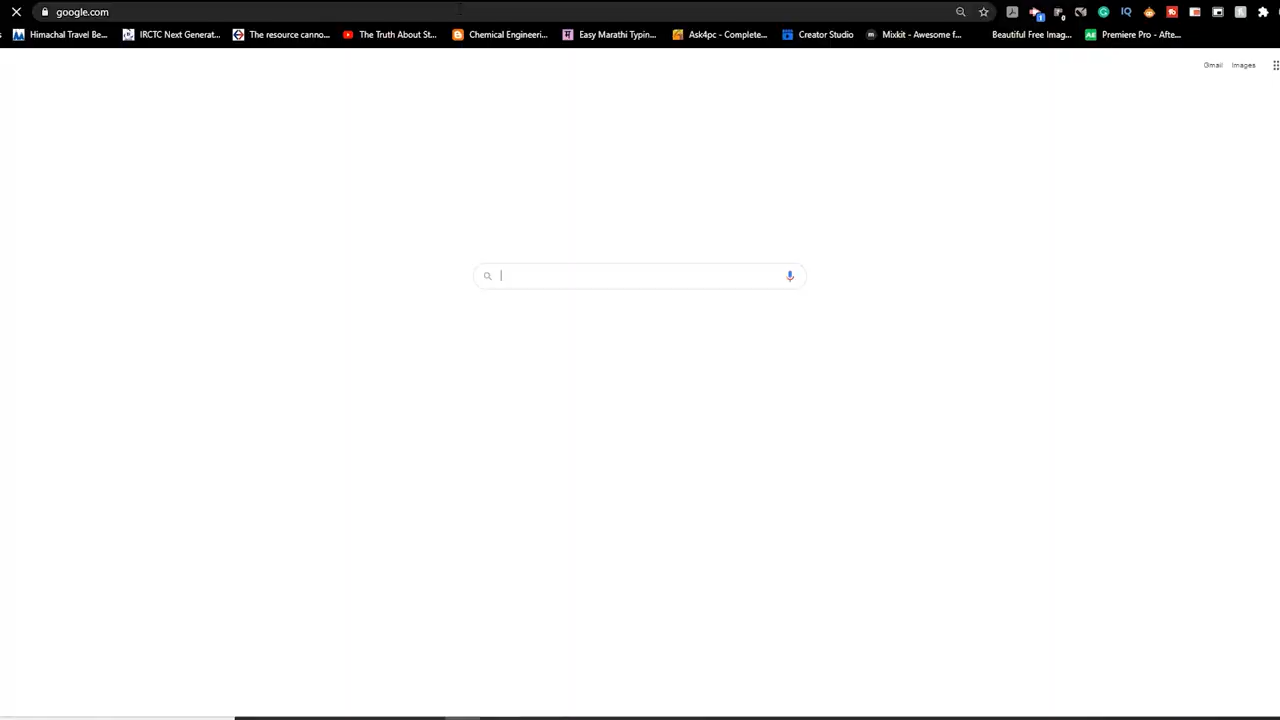 google.com
Himachal Travel Be...
IRCTC Next Generat...
The resource canno...
The Truth About St...
Chemical Engineeri...
Easy Marathi Typin...
Ask4pc - Complete...
Creator Studio
Mixkit - Awesome f...
Beautiful Free Imag...
AE Premiere Pro - Afte...
Gmail Images